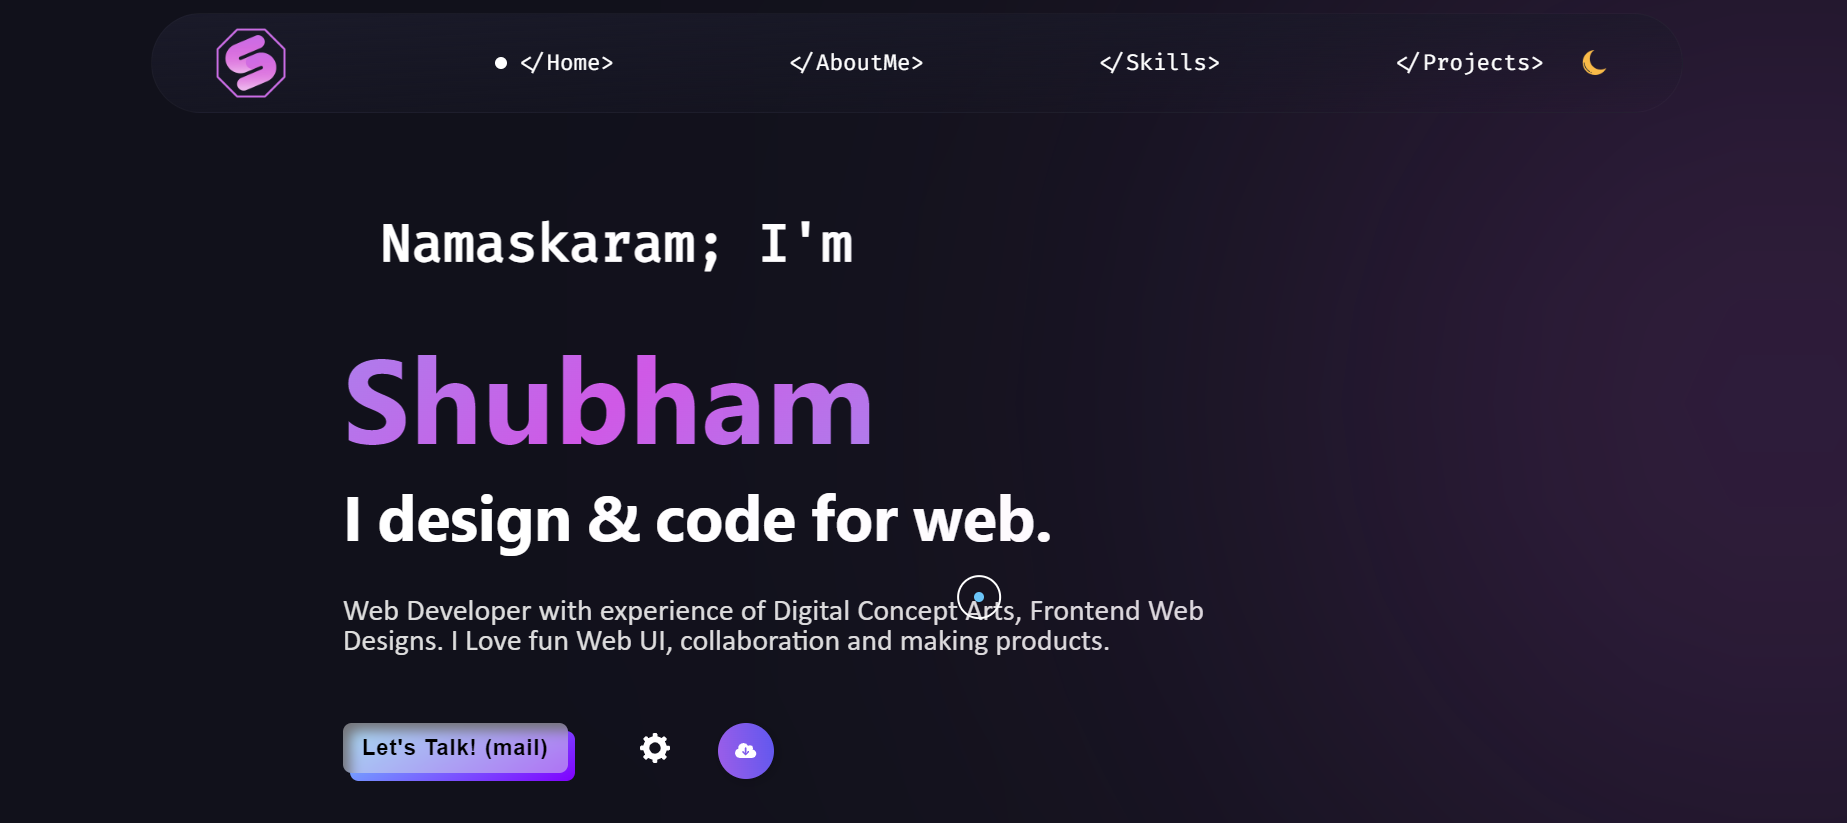 </Home> </AboutMe> </Skills> </Projects>
Namaskaram; I'm
Shubham
I design & code for web.
Web Developer with experience of Digital Concept Arts, Frontend Web
Designs. I Love fun Web UI, collaboration and making products.
Let's Talk! (mail)